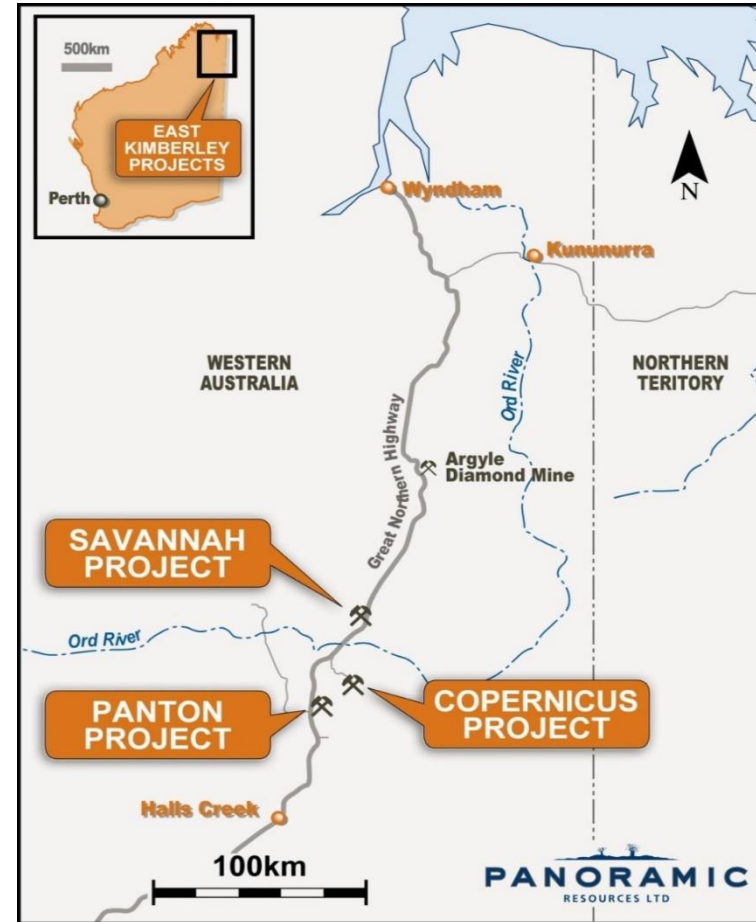 500km
EAST
KIMBERLEY
PROJECTS
Perth
N
Wyndham
Kununurra
WESTERN
AUSTRALIA
NORTHERN
TERITORY
Ord River
Great Northern Highway
Argyle
Diamond Mine
SAVANNAH
PROJECT
Ord River
PANTON
PROJECT
COPERNICUS
PROJECT
Halls Creek
100km
PANORAMIC
RESOURCES LTD